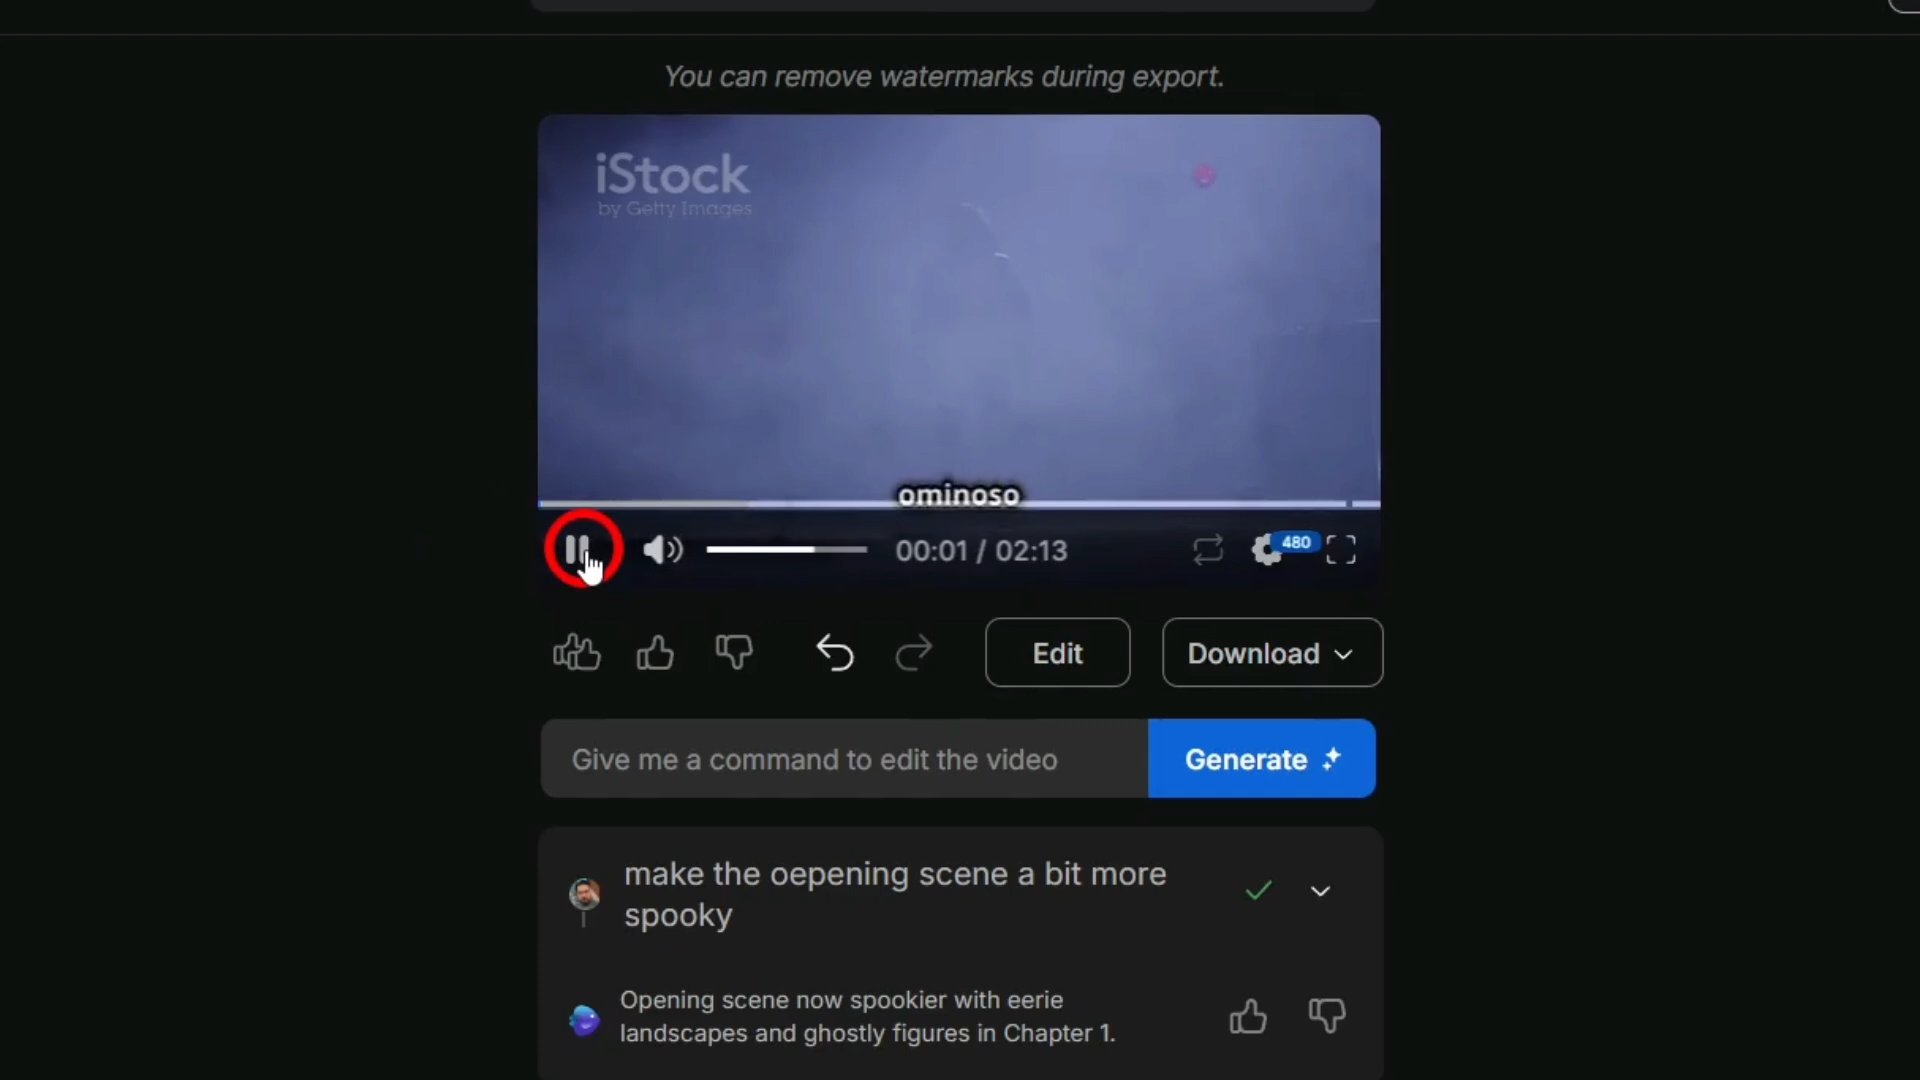 You can remove watermarks during export.
iStock
by Getty Images
ominoso
00:01 / 02:13
480
Edit
Download
Give me a command to edit the video
Generate
make the oepening scene a bit more
spooky
Opening scene now spookier with eerie
landscapes and ghostly figures in Chapter 1.